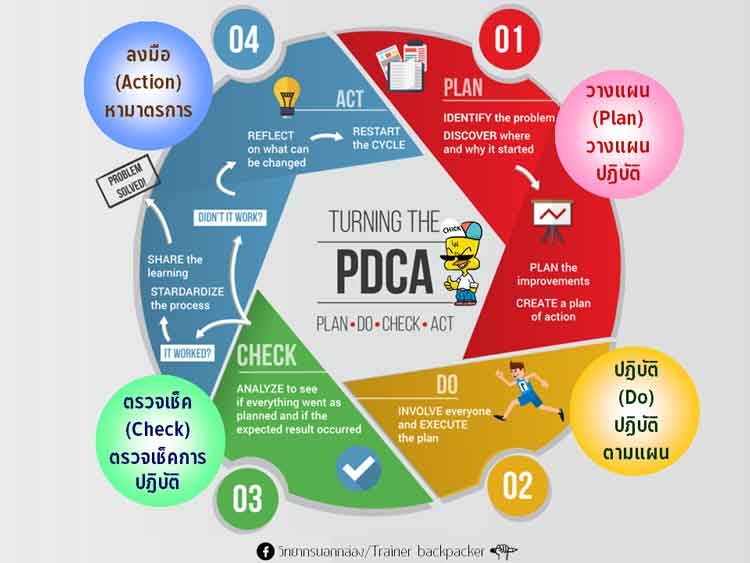 04
ลงมือ
(Action)
หามาตรการ
ACT
REFLECT
on what can
be changed
RESTART
the CYCLE
PROBLEM
SOLVED!
DIDN'T IT WORK?
SHARE the
learning
STARDARDIZE
the process
IT WORKED?
01
PLAN
IDENTIFY the problem
DISCOVER where
and why it started
วางแผน
(Plan)
วางแผน
ปฏิบัติ
PLAN the
improvements
CREATE a plan
of action
TURNING THE
CHICK
PDCA
PLAN • DO • CHECK • ACT
CHECK
ANALYZE to see
if everything went as
planned and if the
expected result occurred
ตรวจเช็ค
(Check)
ตรวจเช็คการ
ปฏิบัติ
03
DO
INVOLVE everyone
and EXECUTE
the plan
ปฏิบัติ
(Do)
ปฏิบัติ
ตามแผน
02
วิทยากรนอกกล่อง/Trainer backpacker